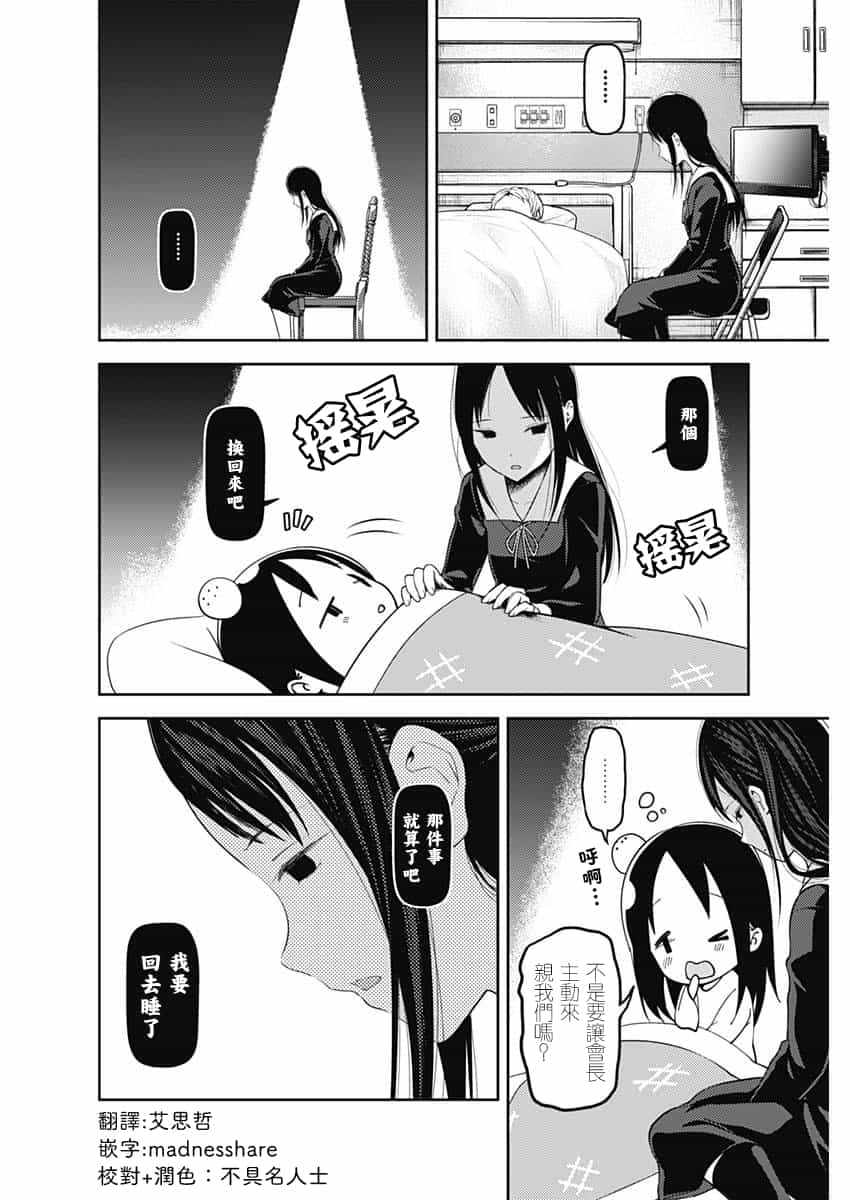 ……
……
那個
搖晃
換回來吧
搖晃
……
呼啊…
不是要讓會長
主動來
親我們嗎?
那件事
就算了吧
我要
回去睡了
翻譯:艾思哲
嵌字:madnesshare
校對+潤色：不具名人士